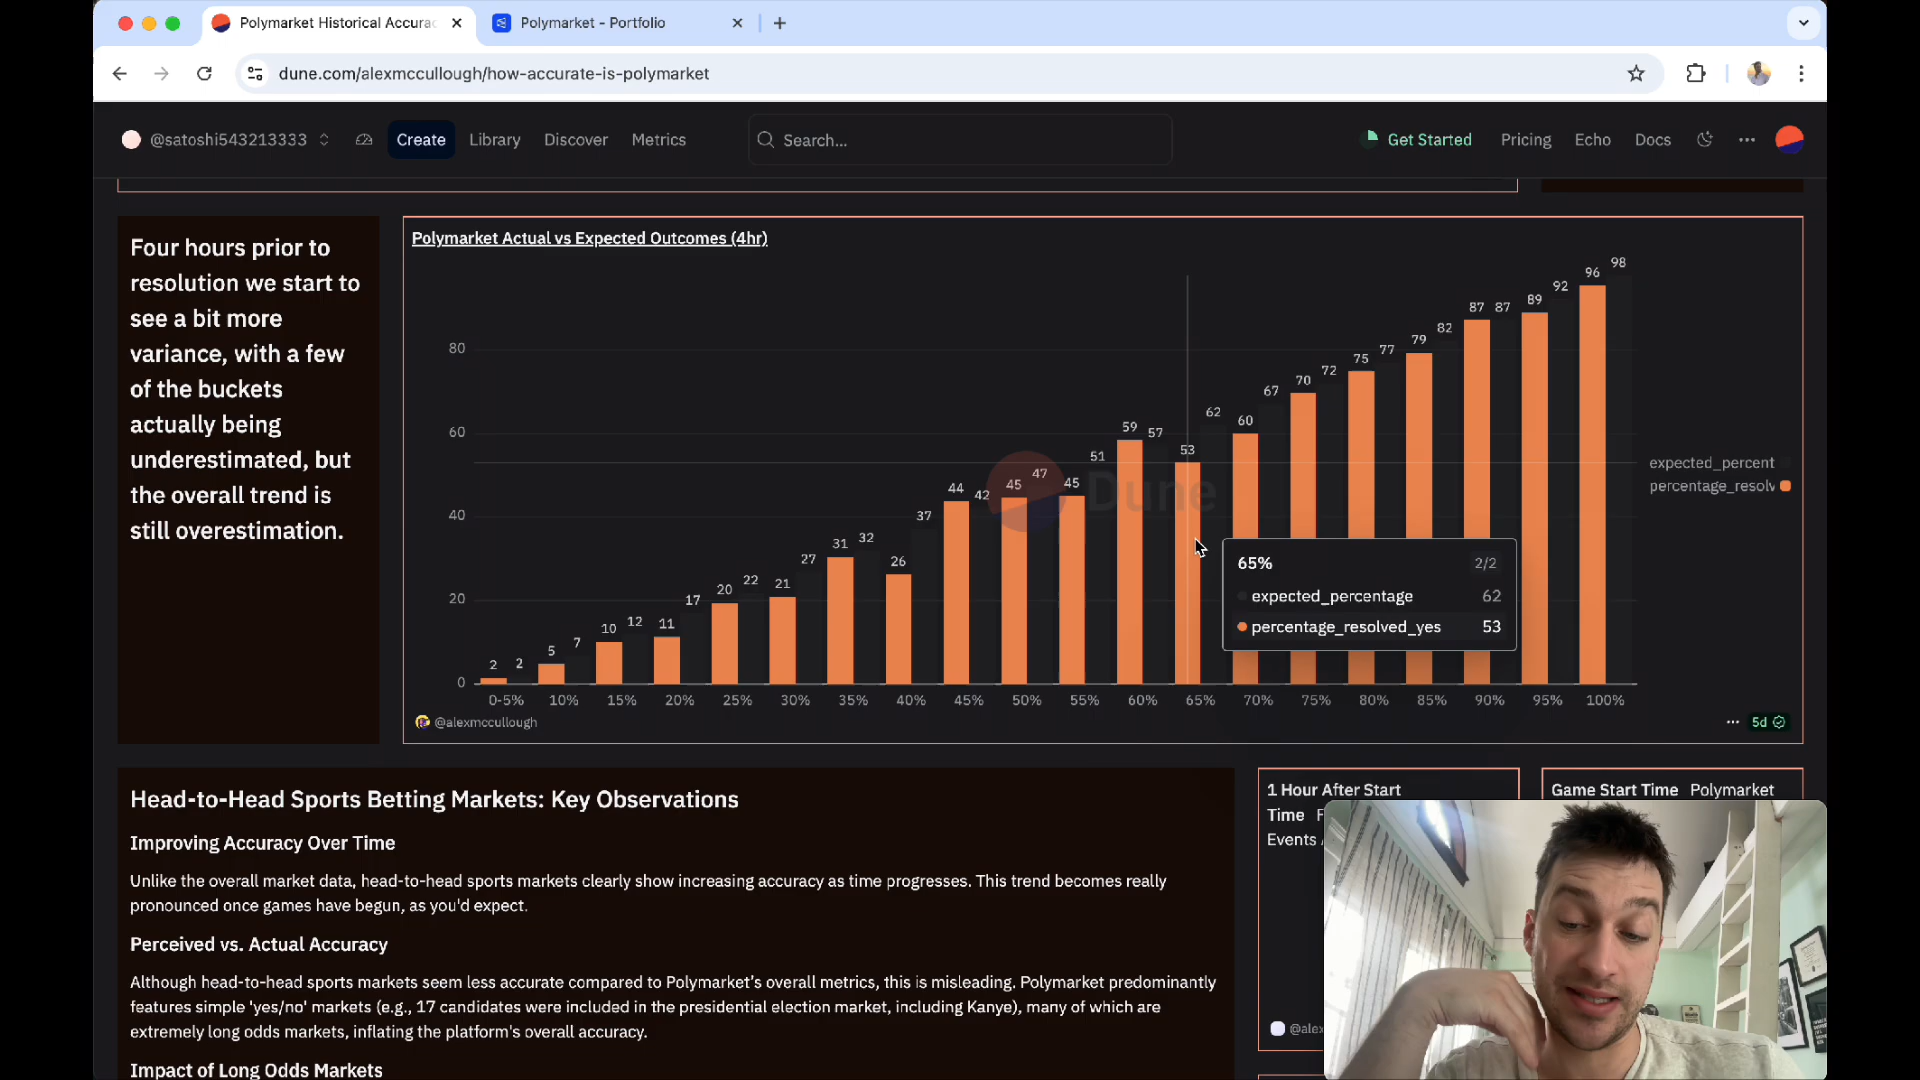 Polymarket Historical Accurac
Polymarket - Portfolio
dune.com/alexmccullough/how-accurate-is-polymarket
@satoshi543213333
Create
Library
Discover
Metrics
Search...
Get Started
Pricing
Echo
Docs
Four hours prior to
resolution we start to
see a bit more
variance, with a few
of the buckets
actually being
underestimated, but
the overall trend is
still overestimation.
Polymarket Actual vs Expected Outcomes (4hr)
80
60
40
20
0
2 2 5 7 10 12 11 17 20 22 21 27 31 32 26 37 44 42 45 47 45 51 59 57 53 62 60 67 70 72 75 77 79 82 87 87 89 92 96 98
Dune
expected_percent
percentage_resolv
65% 2/2
expected_percentage 62
percentage_resolved_yes 53
0-5% 10% 15% 20% 25% 30% 35% 40% 45% 50% 55% 60% 65% 70% 75% 80% 85% 90% 95% 100%
@alexmccullough
5d
Head-to-Head Sports Betting Markets: Key Observations
Improving Accuracy Over Time
Unlike the overall market data, head-to-head sports markets clearly show increasing accuracy as time progresses. This trend becomes really
pronounced once games have begun, as you'd expect.
Perceived vs. Actual Accuracy
Although head-to-head sports markets seem less accurate compared to Polymarket's overall metrics, this is misleading. Polymarket predominantly
features simple 'yes/no' markets (e.g., 17 candidates were included in the presidential election market, including Kanye), many of which are
extremely long odds markets, inflating the platform's overall accuracy.
Impact of Long Odds Markets
1 Hour After Start
Time
Events
@alex
Game Start Time Polymarket